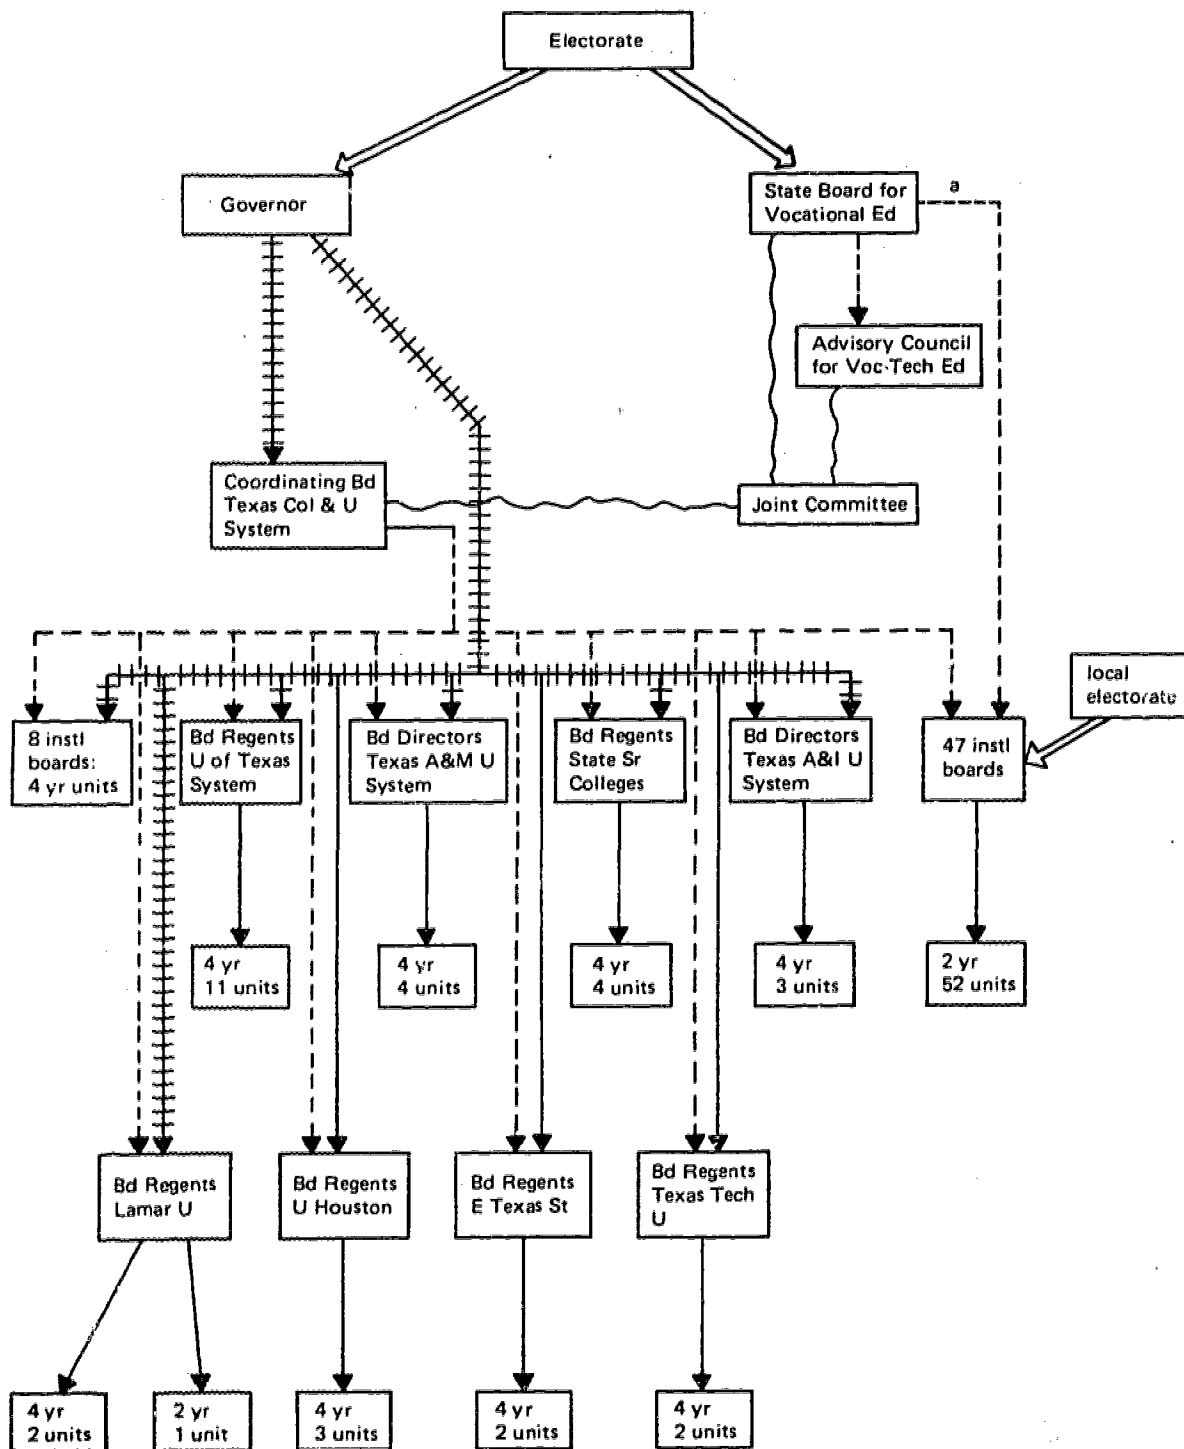 Electorate
Governor
State Board for
Vocational Ed
a
Advisory Council
for Voc-Tech Ed
Coordinating Bd
Texas Col & U
System
Joint Committee
local
electorate
8 instl
boards:
4 yr units
Bd Regents
U of Texas
System
Bd Directors
Texas A&M U
System
Bd Regents
State Sr
Colleges
Bd Directors
Texas A&I U
System
47 instl
boards
4 yr
11 units
4 yr
4 units
4 yr
4 units
4 yr
3 units
2 yr
52 units
Bd Regents
Lamar U
Bd Regents
U Houston
Bd Regents
E Texas St
Bd Regents
Texas Tech
U
4 yr
2 units
2 yr
1 unit
4 yr
3 units
4 yr
2 units
4 yr
2 units